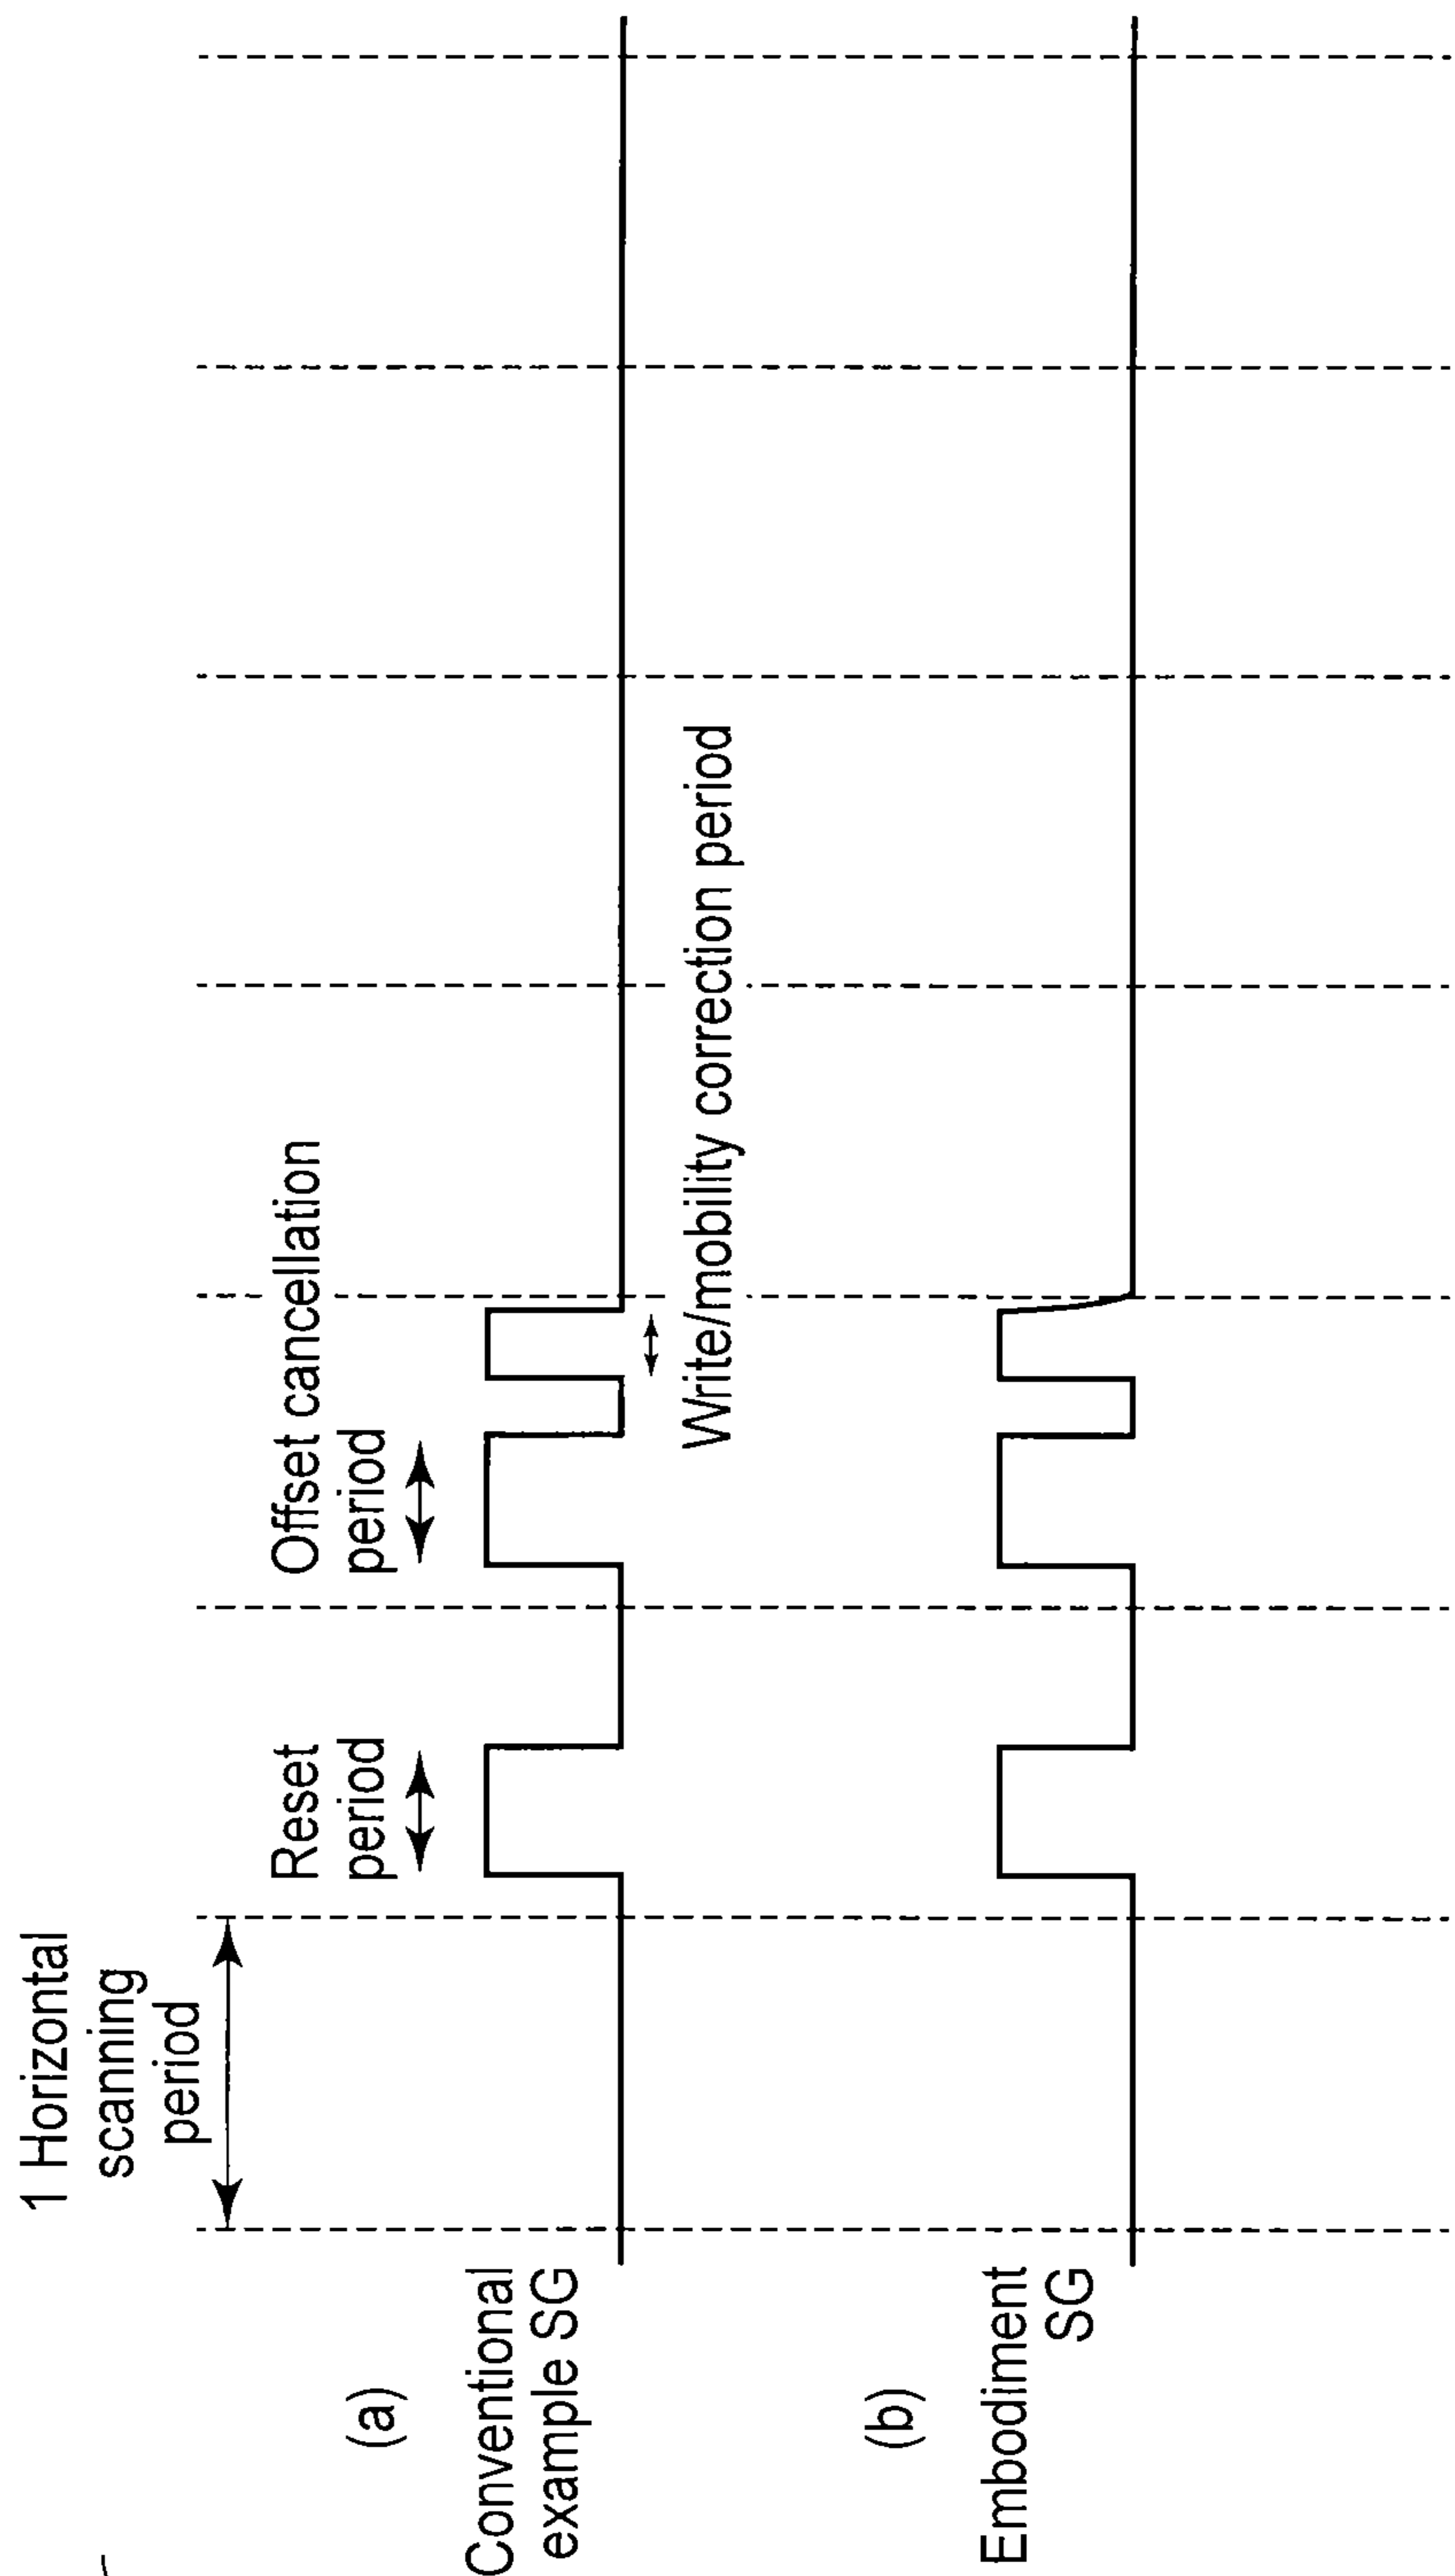 1 Horizontal
scanning
period
Reset
period
Offset cancellation
period
(a)
Conventional
example SG
Write/mobility correction period
(b)
Embodiment
SG